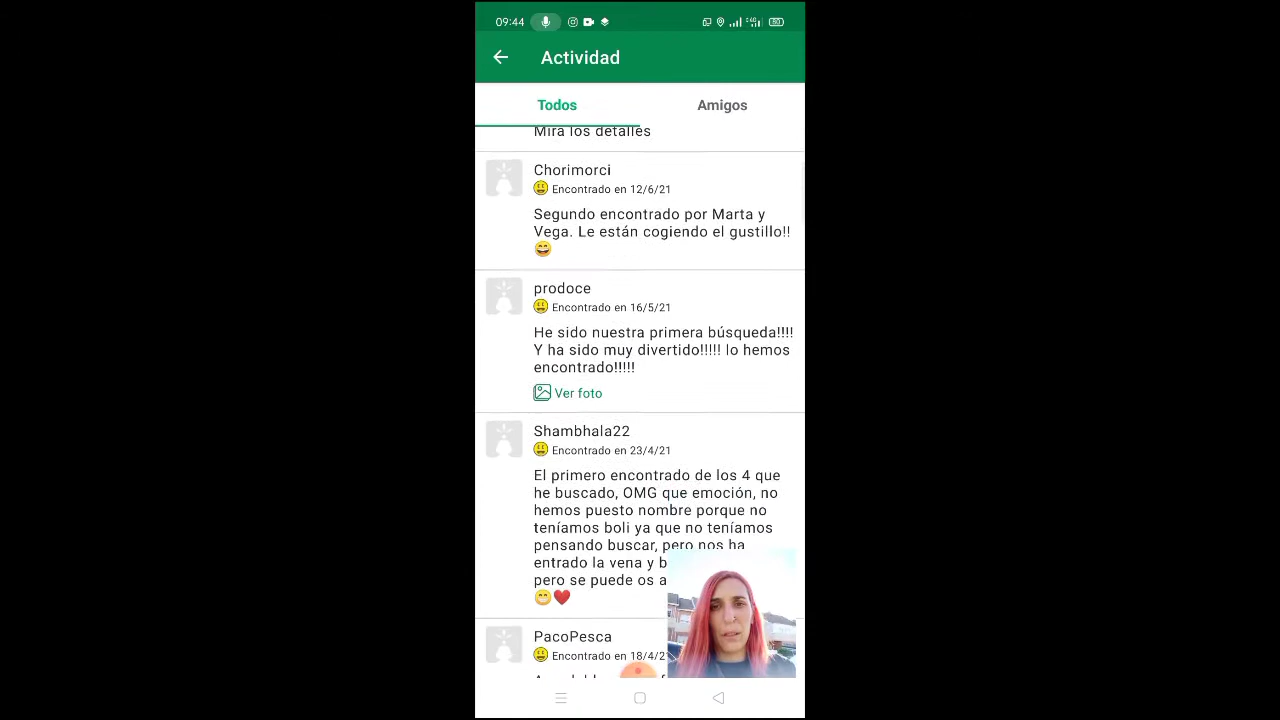 09:44
Actividad
Todos
Amigos
Mira los detalles
Chorimorci
Encontrado en 12/6/21
Segundo encontrado por Marta y
Vega. Le están cogiendo el gustillo!!
prodoce
Encontrado en 16/5/21
He sido nuestra primera búsqueda!!!!
Y ha sido muy divertido!!!!! lo hemos
encontrado!!!!!
Ver foto
Shambhala22
Encontrado en 23/4/21
El primero encontrado de los 4 que
he buscado, OMG que emoción, no
hemos puesto nombre porque no
teníamos boli ya que no teníamos
pensando buscar, pero nos ha
entrado la vena y b
pero se puede os a
PacoPesca
Encontrado en 18/4/2